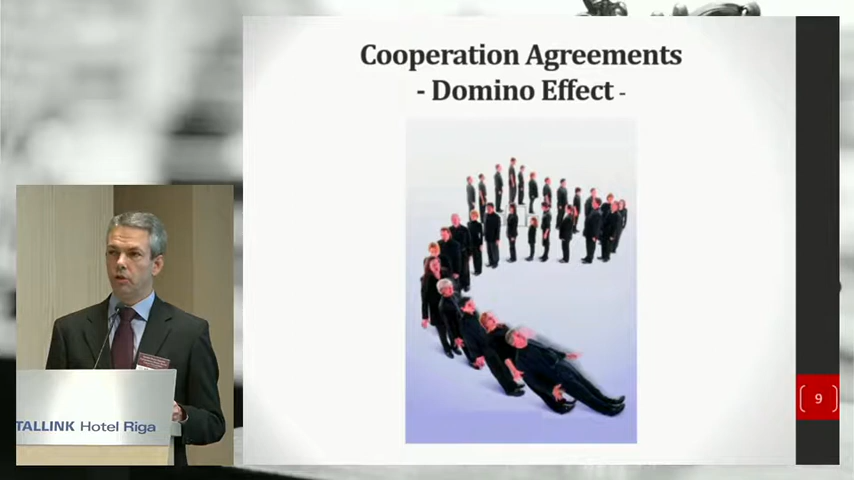 Cooperation Agreements
- Domino Effect -
9
TALLINK Hotel Riga